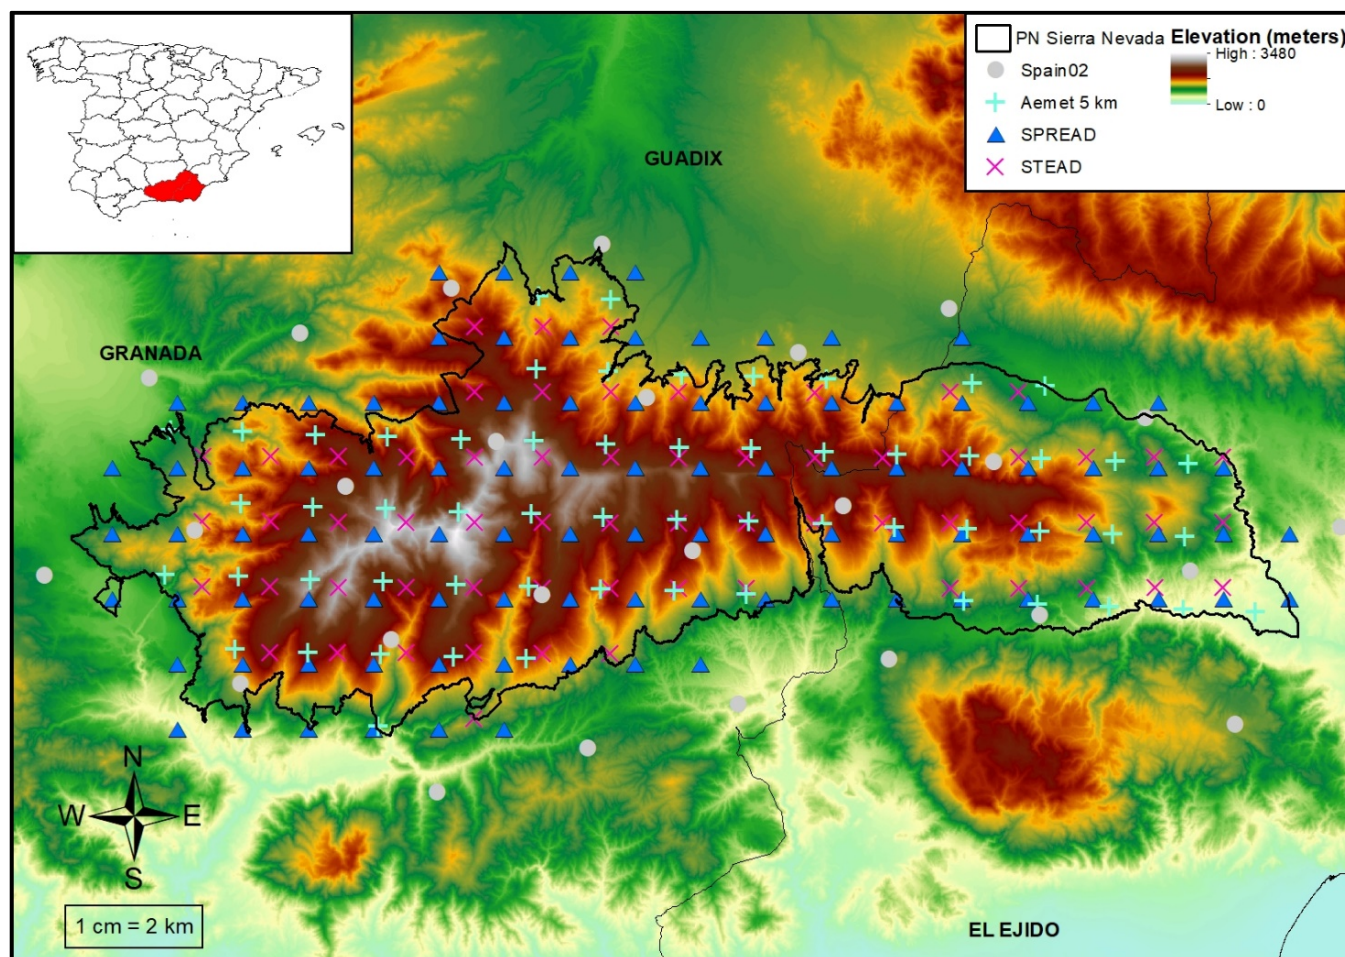 PN Sierra Nevada
Spain02
Aemet 5 km
SPREAD
STEAD
Elevation (meters)
High : 3480
Low : 0
GUADIX
GRANADA
N
W E
S
1 cm = 2 km
EL EJIDO